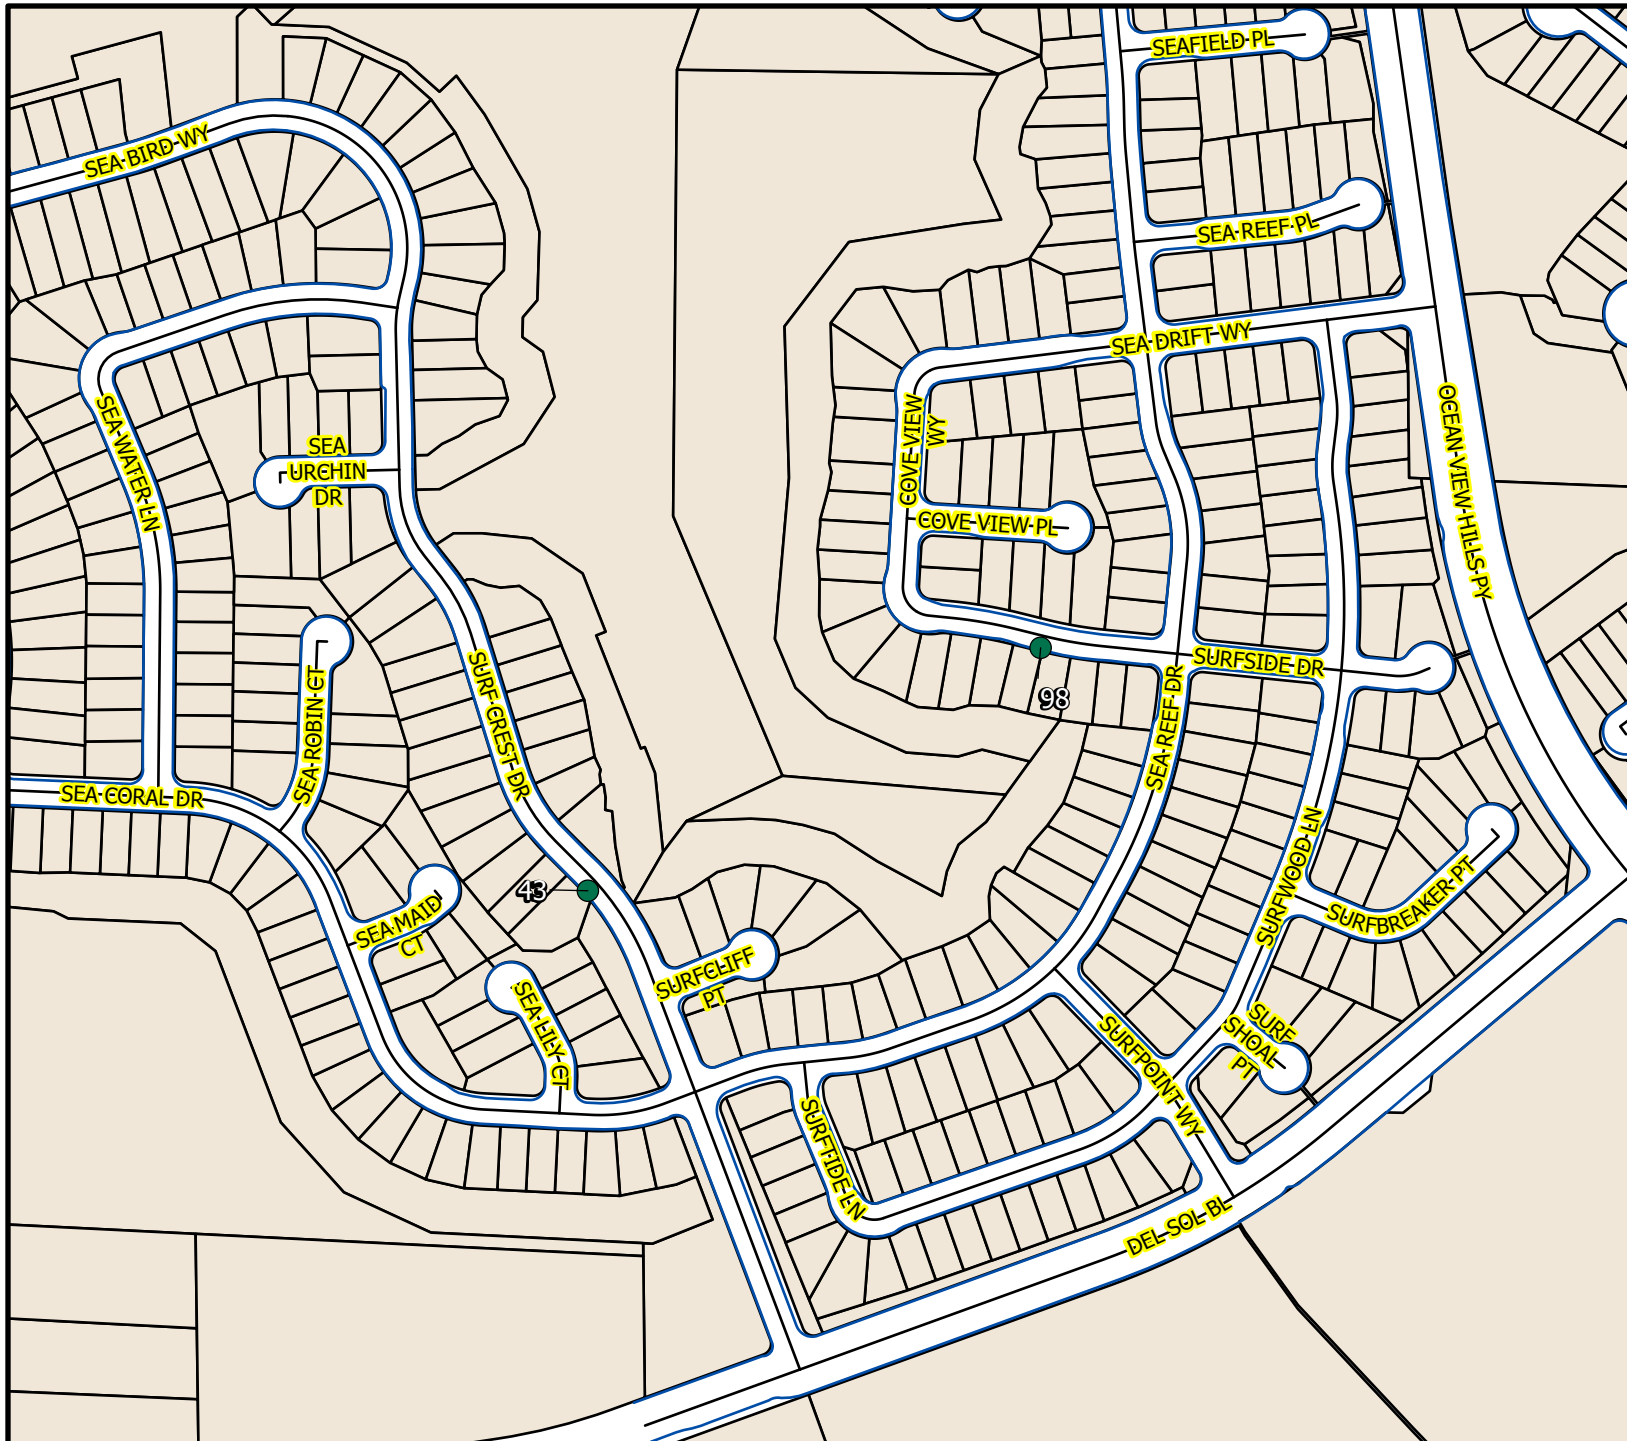 SEAFIELD PL
SEA BIRD WY
SEA REEF PL
SEA DRIFT WY
OCEAN VIEW HILLS PY
SEA WATER LN
COVE VIEW
WY
SEA
URCHIN
DR
COVE VIEW PL
SURFSIDE DR
SEA ROBIN CT
SURF CREST DR
98
SEA REEF DR
SEA CORAL DR
SURFWOOD LN
43
SEA MAID
CT
SURFBREAKER PT
SURFCLIFF
PT
SEA LILY CT
SURF
SHOAL
PT
SURFPOINT WY
SURFTIDE LN
DEL SOL BL